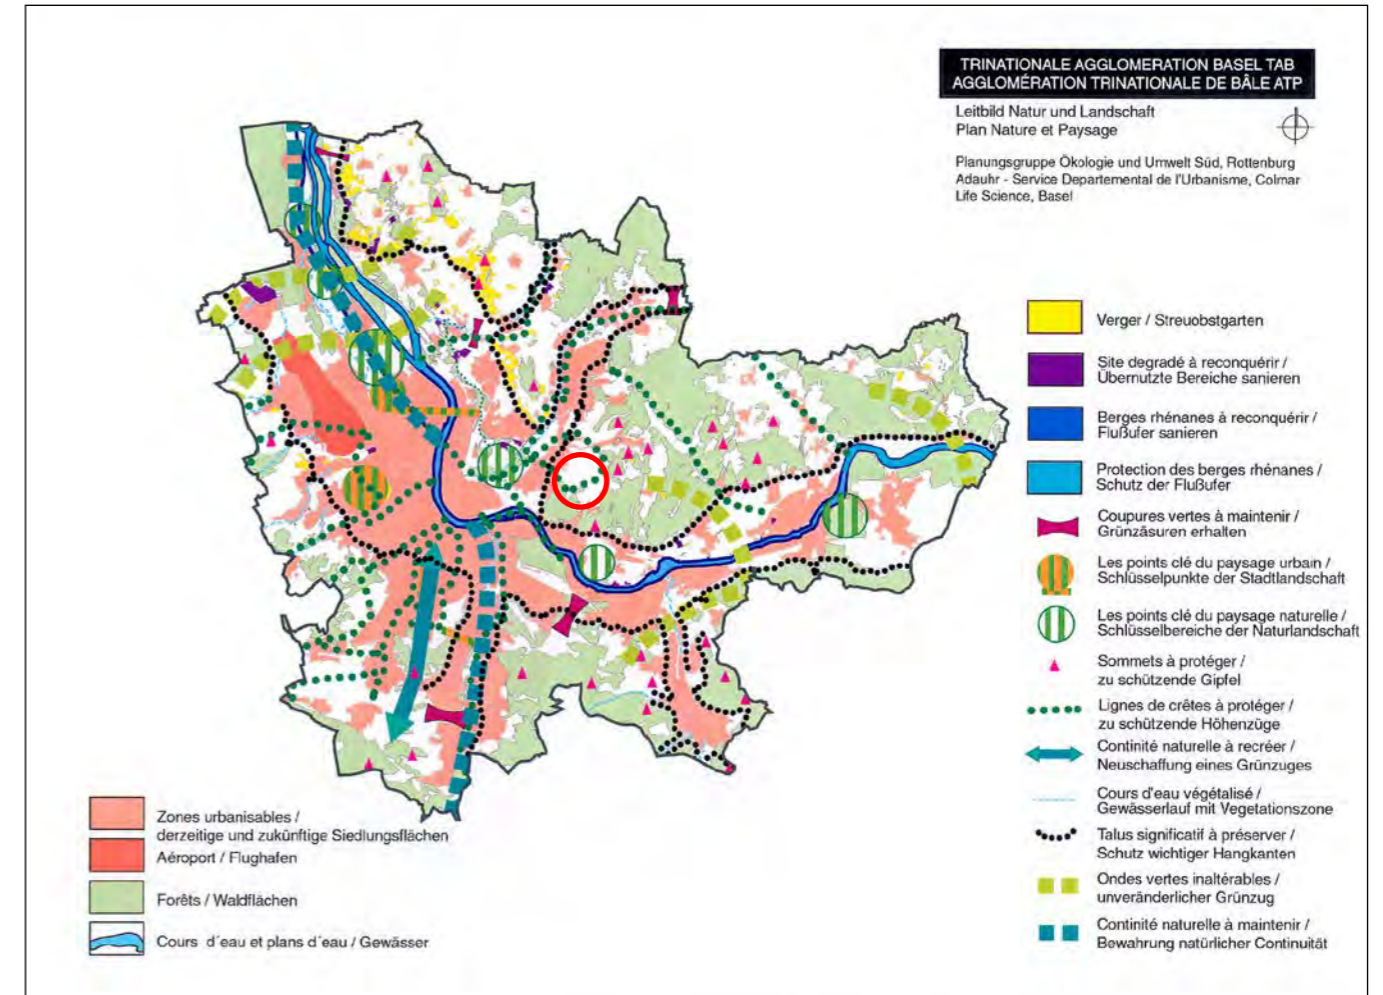 TRINATIONALE AGGLOMERATION BASEL TAB
AGGLOMÉRATION TRINATIONALE DE BÂLE ATP
Leitbild Natur und Landschaft
Plan Nature et Paysage
Planungsgruppe Ökologie und Umwelt Süd, Rottenburg
Adauhr - Service Departemental de l'Urbanisme, Colmar
Life Science, Basel
Verger / Streuobstgarten
Site degradé à reconquérir /
Übernutzte Bereiche sanieren
Berges rhénanes à reconquérir /
Flußufer sanieren
Protection des berges rhénanes /
Schutz der Flußufer
Coupures vertes à maintenir /
Grünzäsuren erhalten
Les points clé du paysage urbain /
Schlüsselpunkte der Stadtlandschaft
Les points clé du paysage naturelle /
Schlüsselbereiche der Naturlandschaft
Sommets à protéger /
zu schützende Gipfel
Lignes de crêtes à protéger /
zu schützende Höhenzüge
Continité naturelle à recréer /
Neuschaffung eines Grünzuges
Cours d'eau végétalisé /
Gewässerlauf mit Vegetationszone
Talus significatif à préserver /
Schutz wichtiger Hangkanten
Ondes vertes inaltérables /
unveränderlicher Grünzug
Continité naturelle à maintenir /
Bewahrung natürlicher Continuität
Zones urbanisables /
derzeitige und zukünftige Siedlungsflächen
Aéroport / Flughafen
Forêts / Waldflächen
Cours d´eau et plans d´eau / Gewässer